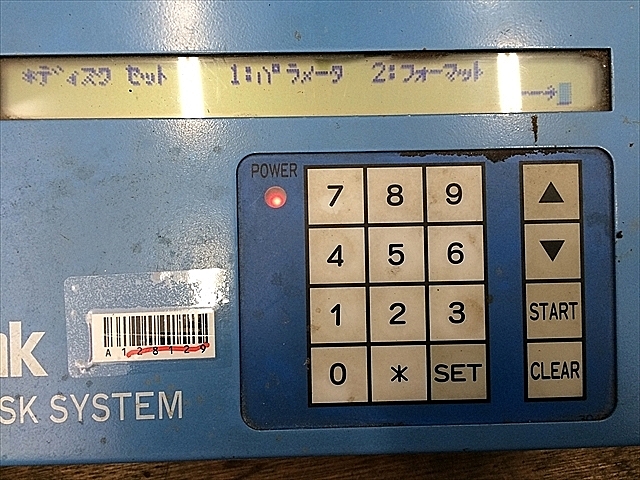 *ディスク セット 1:パラメータ 2:フォーマット
POWER
7 8 9 ▲
4 5 6 ▼
1 2 3 START
0 * SET CLEAR
A128129
nk
SK SYSTEM